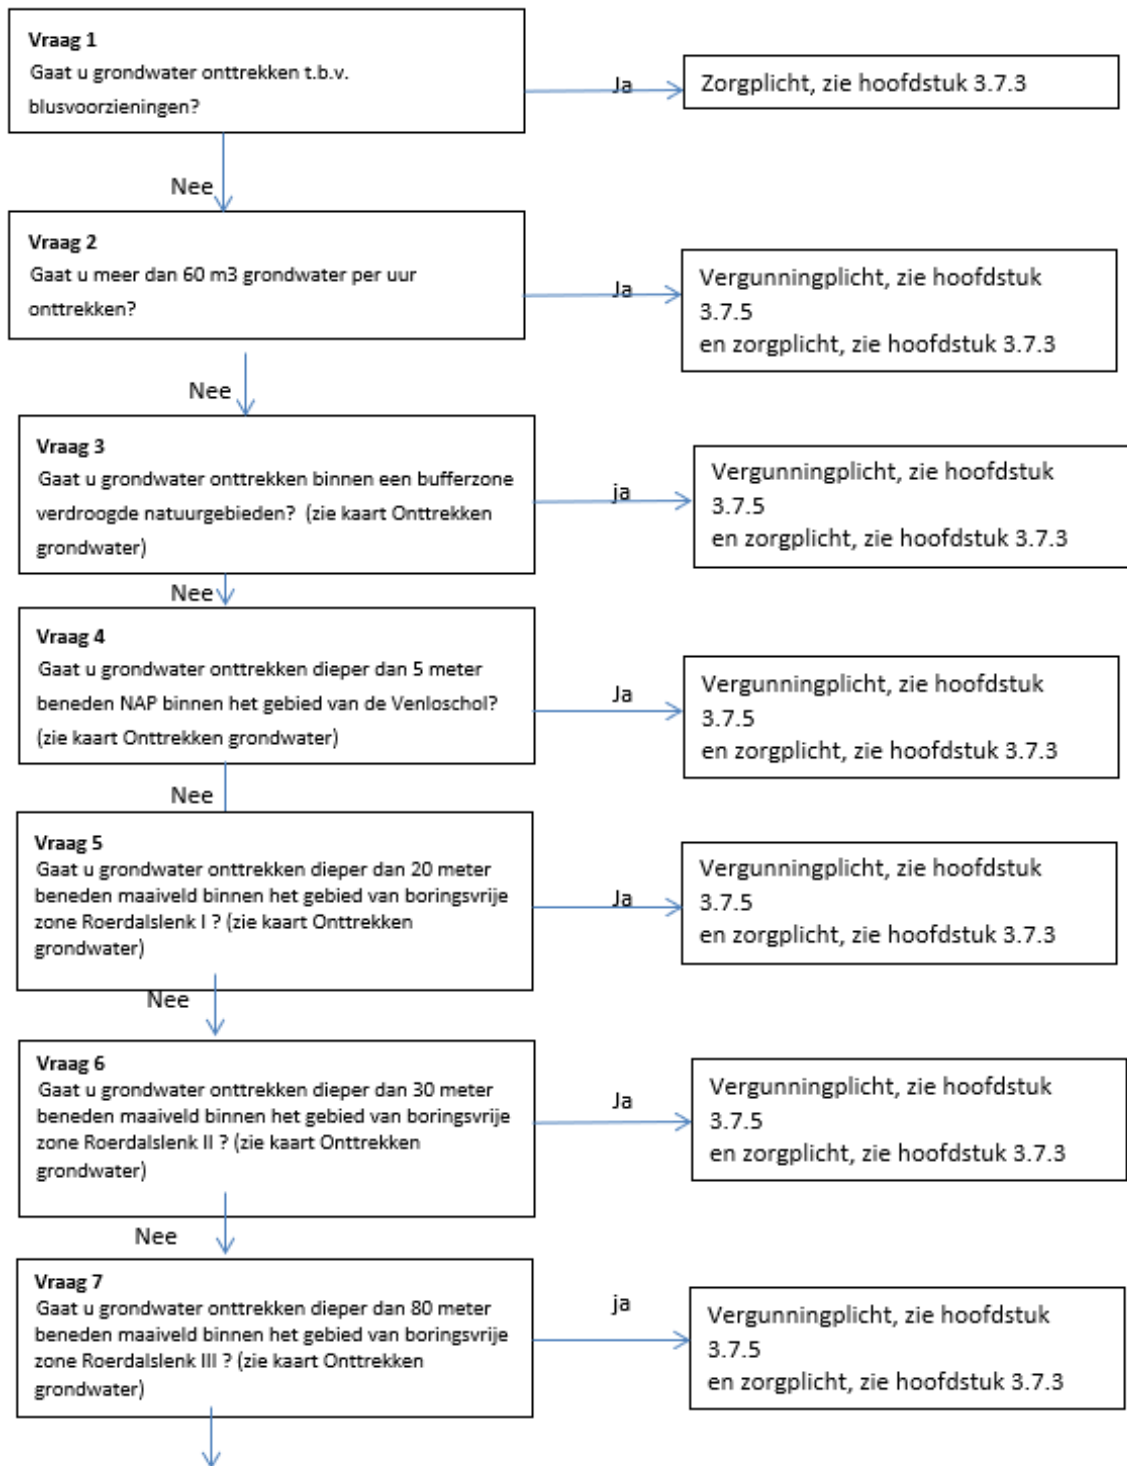 Vraag 1
Gaat u grondwater onttrekken t.b.v.
blusvoorzieningen?
Ja
Zorgplicht, zie hoofdstuk 3.7.3
Nee
Vraag 2
Gaat u meer dan 60 m3 grondwater per uur
onttrekken?
Ja
Vergunningplicht, zie hoofdstuk
3.7.5
en zorgplicht, zie hoofdstuk 3.7.3
Nee
Vraag 3
Gaat u grondwater onttrekken binnen een bufferzone
verdroogde natuurgebieden? (zie kaart Onttrekken
grondwater)
ja
Vergunningplicht, zie hoofdstuk
3.7.5
en zorgplicht, zie hoofdstuk 3.7.3
Nee
Vraag 4
Gaat u grondwater onttrekken dieper dan 5 meter
beneden NAP binnen het gebied van de Venloschol?
(zie kaart Onttrekken grondwater)
Ja
Vergunningplicht, zie hoofdstuk
3.7.5
en zorgplicht, zie hoofdstuk 3.7.3
Nee
Vraag 5
Gaat u grondwater onttrekken dieper dan 20 meter
beneden maaiveld binnen het gebied van boringsvrije
zone Roerdalslenk I ? (zie kaart Onttrekken
grondwater)
Ja
Vergunningplicht, zie hoofdstuk
3.7.5
en zorgplicht, zie hoofdstuk 3.7.3
Nee
Vraag 6
Gaat u grondwater onttrekken dieper dan 30 meter
beneden maaiveld binnen het gebied van boringsvrije
zone Roerdalslenk II ? (zie kaart Onttrekken
grondwater)
Ja
Vergunningplicht, zie hoofdstuk
3.7.5
en zorgplicht, zie hoofdstuk 3.7.3
Nee
Vraag 7
Gaat u grondwater onttrekken dieper dan 80 meter
beneden maaiveld binnen het gebied van boringsvrije
zone Roerdalslenk III ? (zie kaart Onttrekken
grondwater)
ja
Vergunningplicht, zie hoofdstuk
3.7.5
en zorgplicht, zie hoofdstuk 3.7.3